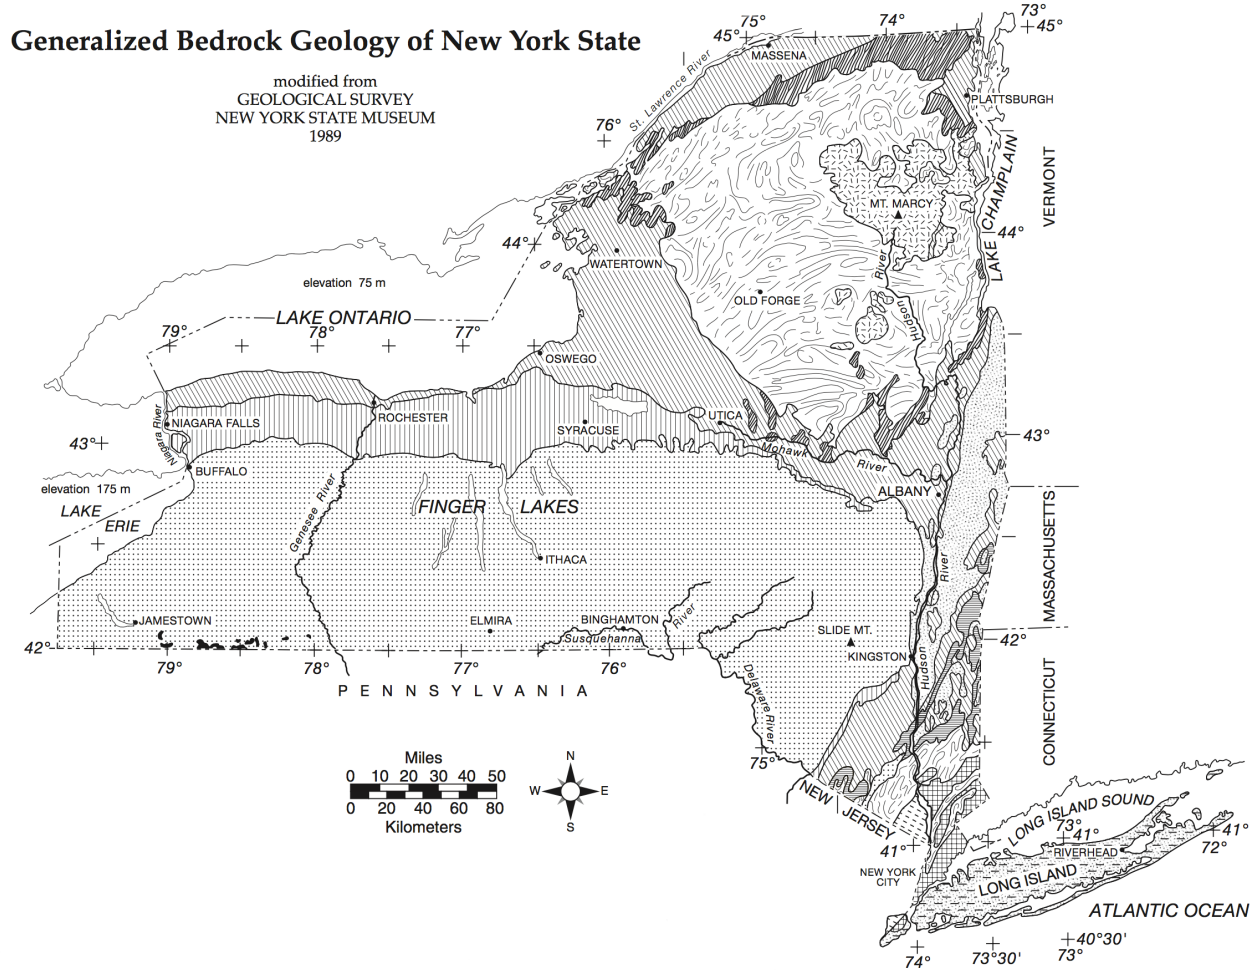 Generalized Bedrock Geology of New York State
modified from
GEOLOGICAL SURVEY
NEW YORK STATE MUSEUM
1989
75°
74°
73°
45°
45°
MASSENA
St. Lawrence River
PLATTSBURGH
76°
LAKE CHAMPLAIN
VERMONT
MT. MARCY
44°
44°
WATERTOWN
River
Hudson
OLD FORGE
elevation 75 m
LAKE ONTARIO
79°
78°
77°
OSWEGO
Niagara River
NIAGARA FALLS
ROCHESTER
SYRACUSE
UTICA
43°
43°
Mohawk
River
BUFFALO
ALBANY
elevation 175 m
LAKE
ERIE
Genesee River
FINGER LAKES
MASSACHUSETTS
ITHACA
River
JAMESTOWN
ELMIRA
BINGHAMTON
River
Susquehanna
SLIDE MT.
KINGSTON
Hudson
42°
42°
79°
78°
77°
76°
PENNSYLVANIA
Delaware River
CONNECTICUT
75°
Miles
0 10 20 30 40 50
0 20 40 60 80
Kilometers
N
W
E
S
NEW JERSEY
LONG ISLAND SOUND
73°
41°
41°
72°
41°
RIVERHEAD
NEW YORK
CITY
LONG ISLAND
ATLANTIC OCEAN
40°30'
74°
73°30'
73°